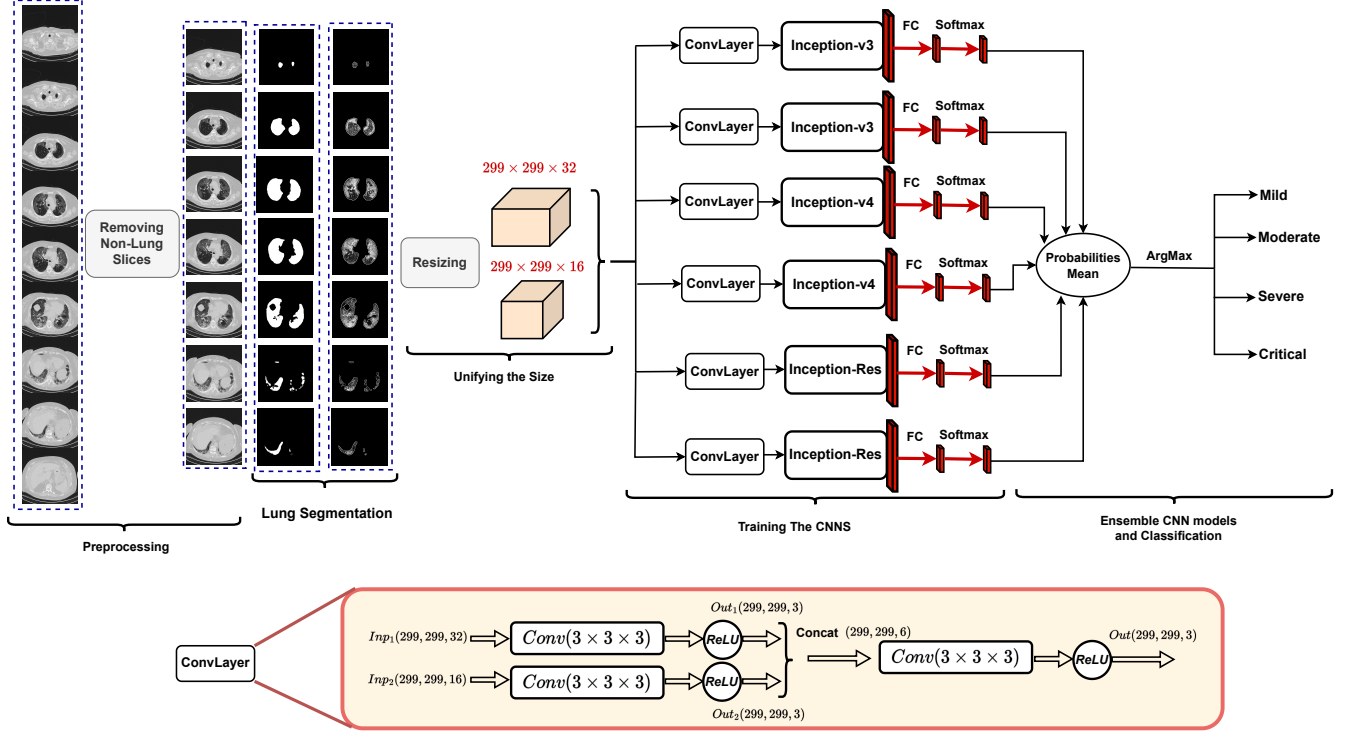 Removing
Non-Lung
Slices
Preprocessing
Lung Segmentation
Resizing
299 × 299 × 32
299 × 299 × 16
Unifying the Size
ConvLayer
Inception-v3
FC
Softmax
ConvLayer
Inception-v3
FC
Softmax
ConvLayer
Inception-v4
FC
Softmax
ConvLayer
Inception-v4
FC
Softmax
ConvLayer
Inception-Res
FC
Softmax
ConvLayer
Inception-Res
FC
Softmax
Training The CNNS
Probabilities
Mean
ArgMax
Mild
Moderate
Severe
Critical
Ensemble CNN models
and Classification
ConvLayer
Inp₁(299, 299, 32)
Conv(3 × 3 × 3)
ReLU
Out₁(299, 299, 3)
Inp₂(299, 299, 16)
Conv(3 × 3 × 3)
ReLU
Out₂(299, 299, 3)
Concat (299, 299, 6)
Conv(3 × 3 × 3)
ReLU
Out(299, 299, 3)